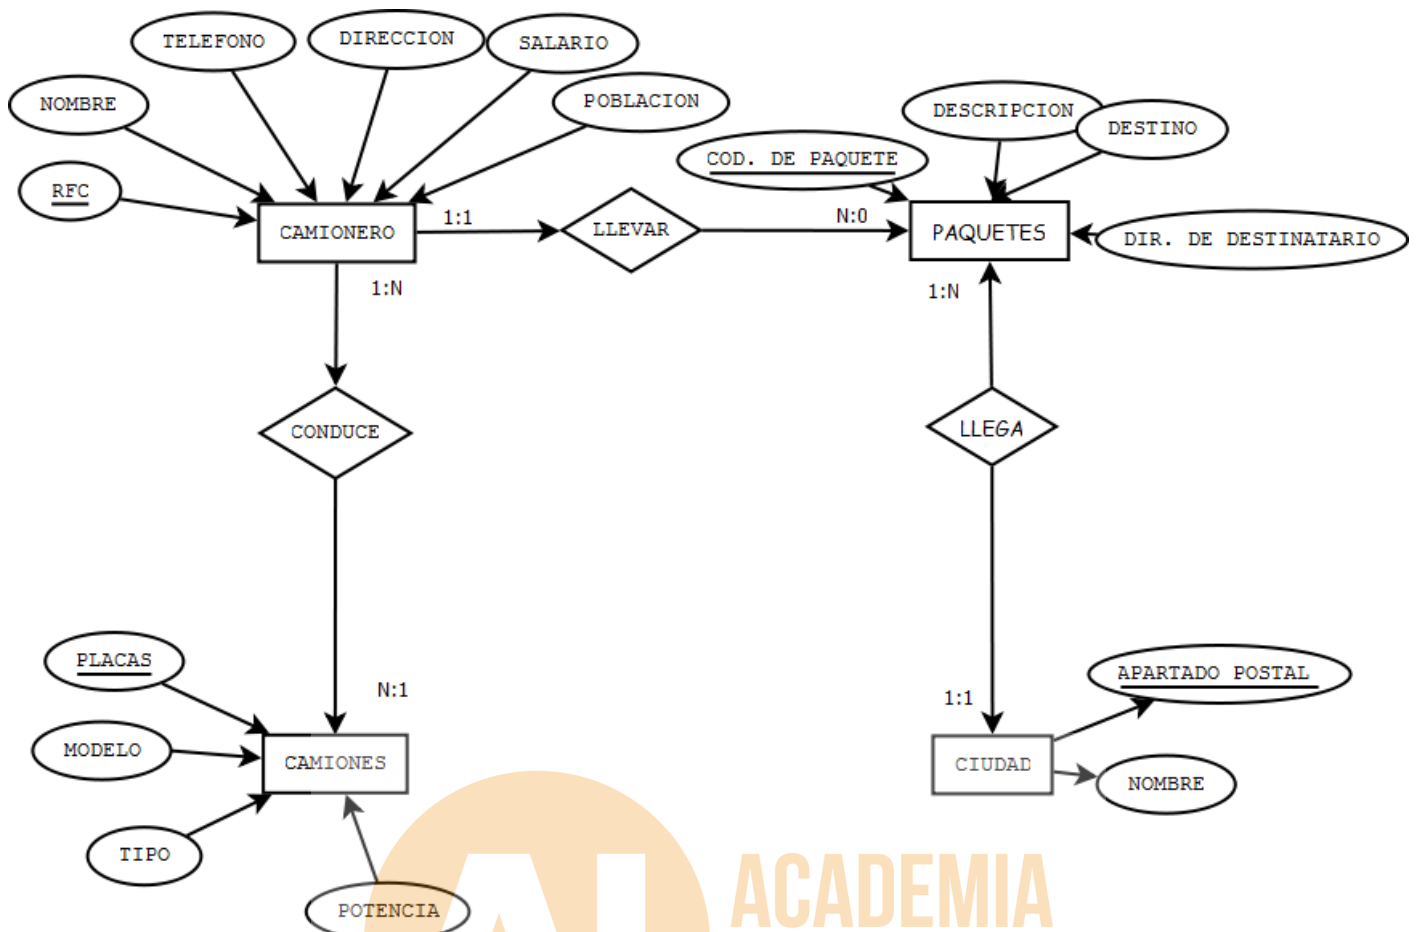 TELEFONO
DIRECCION
SALARIO
NOMBRE
POBLACION
DESCRIPCION
DESTINO
COD. DE PAQUETE
RFC
CAMIONERO
1:1
LLEVAR
N:0
PAQUETES
DIR. DE DESTINATARIO
1:N
1:N
CONDUCE
LLEGA
PLACAS
N:1
1:1
APARTADO POSTAL
MODELO
CAMIONES
CIUDAD
NOMBRE
TIPO
POTENCIA
ACADEMIA